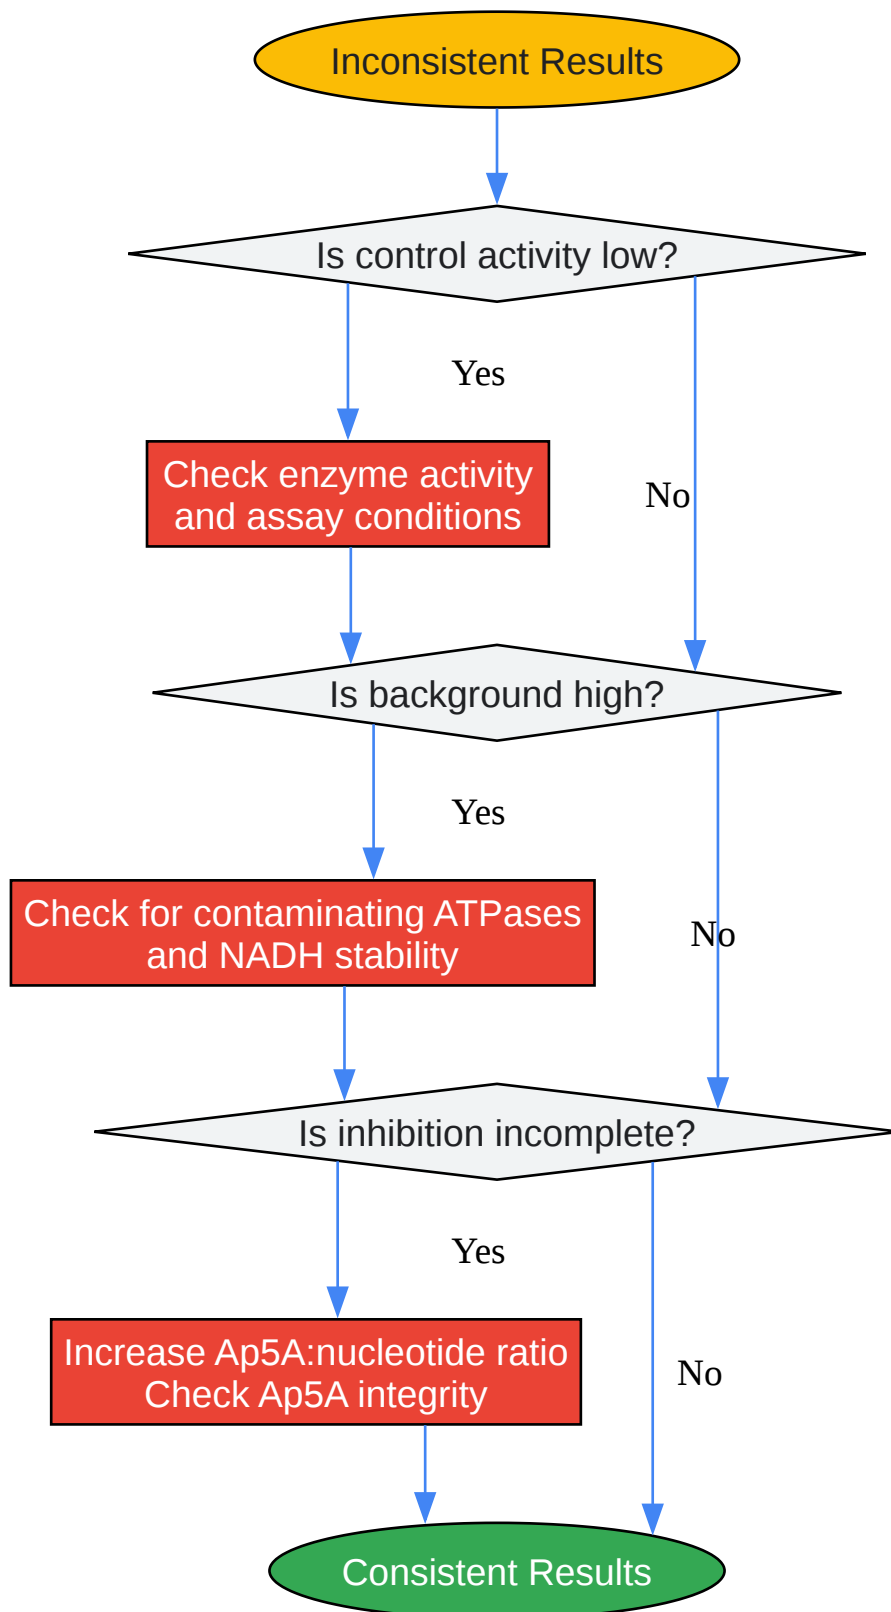 Inconsistent Results
Is control activity low?
Yes
Check enzyme activity
and assay conditions
No
Is background high?
Yes
Check for contaminating ATPases
and NADH stability
No
Is inhibition incomplete?
Yes
Increase Ap5A:nucleotide ratio
Check Ap5A integrity
No
Consistent Results